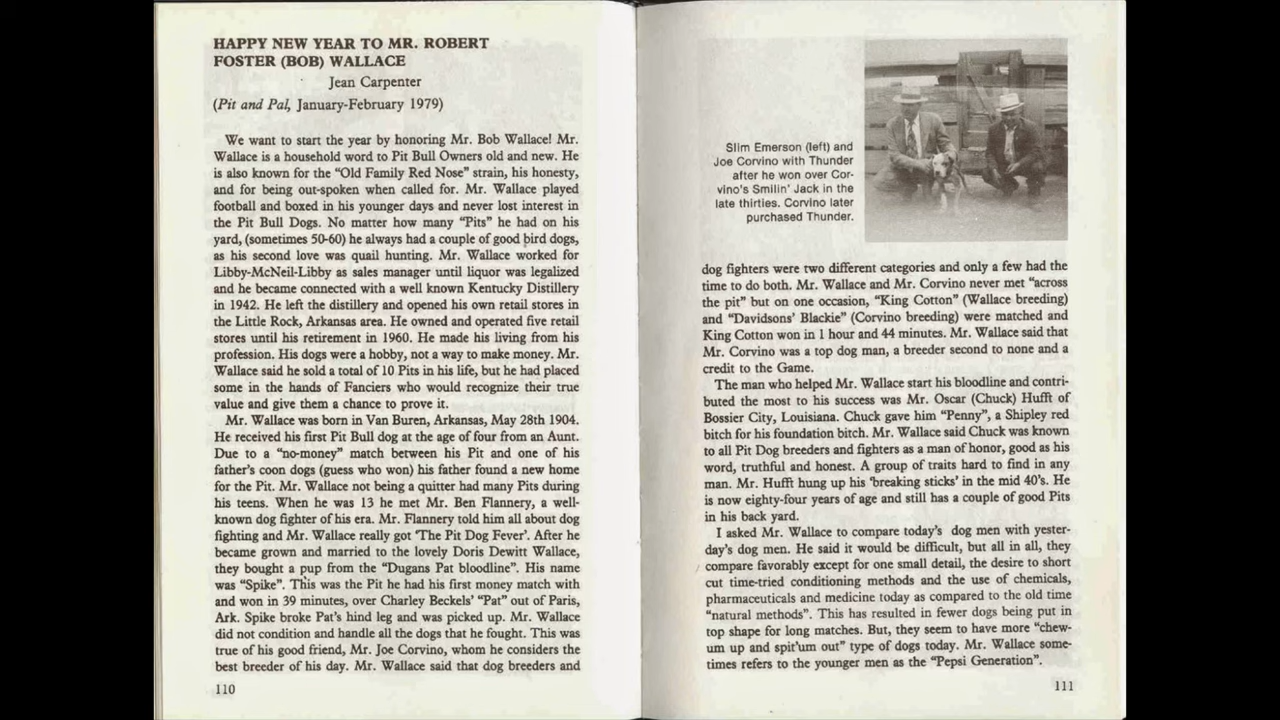 HAPPY NEW YEAR TO MR. ROBERT
FOSTER (BOB) WALLACE
Jean Carpenter
(Pit and Pal, January-February 1979)
We want to start the year by honoring Mr. Bob Wallace! Mr.
Wallace is a household word to Pit Bull Owners old and new. He
is also known for the "Old Family Red Nose" strain, his honesty,
and for being out-spoken when called for. Mr. Wallace played
football and boxed in his younger days and never lost interest in
the Pit Bull Dogs. No matter how many "Pits" he had on his
yard, (sometimes 50-60) he always had a couple of good bird dogs,
as his second love was quail hunting. Mr. Wallace worked for
Libby-McNeil-Libby as sales manager until liquor was legalized
and he became connected with a well known Kentucky Distillery
in 1942. He left the distillery and opened his own retail stores in
the Little Rock, Arkansas area. He owned and operated five retail
stores until his retirement in 1960. He made his living from his
profession. His dogs were a hobby, not a way to make money. Mr.
Wallace said he sold a total of 10 Pits in his life, but he had placed
some in the hands of Fanciers who would recognize their true
value and give them a chance to prove it.
Mr. Wallace was born in Van Buren, Arkansas, May 28th 1904.
He received his first Pit Bull dog at the age of four from an Aunt.
Due to a "no-money" match between his Pit and one of his
father's coon dogs (guess who won) his father found a new home
for the Pit. Mr. Wallace not being a quitter had many Pits during
his teens. When he was 13 he met Mr. Ben Flannery, a well-
known dog fighter of his era. Mr. Flannery told him all about dog
fighting and Mr. Wallace really got 'The Pit Dog Fever'. After he
became grown and married to the lovely Doris Dewitt Wallace,
they bought a pup from the "Dugans Pat bloodline". His name
was "Spike". This was the Pit he had his first money match with
and won in 39 minutes, over Charley Beckels' "Pat" out of Paris,
Ark. Spike broke Pat's hind leg and was picked up. Mr. Wallace
did not condition and handle all the dogs that he fought. This was
true of his good friend, Mr. Joe Corvino, whom he considers the
best breeder of his day. Mr. Wallace said that dog breeders and
110
Slim Emerson (left) and
Joe Corvino with Thunder
after he won over Cor-
vino's Smilin' Jack in the
late thirties. Corvino later
purchased Thunder.
dog fighters were two different categories and only a few had the
time to do both. Mr. Wallace and Mr. Corvino never met "across
the pit" but on one occasion, "King Cotton" (Wallace breeding)
and "Davidsons' Blackie" (Corvino breeding) were matched and
King Cotton won in 1 hour and 44 minutes. Mr. Wallace said that
Mr. Corvino was a top dog man, a breeder second to none and a
credit to the Game.
The man who helped Mr. Wallace start his bloodline and contri-
buted the most to his success was Mr. Oscar (Chuck) Hufft of
Bossier City, Louisiana. Chuck gave him "Penny", a Shipley red
bitch for his foundation bitch. Mr. Wallace said Chuck was known
to all Pit Dog breeders and fighters as a man of honor, good as his
word, truthful and honest. A group of traits hard to find in any
man. Mr. Hufft hung up his 'breaking sticks' in the mid 40's. He
is now eighty-four years of age and still has a couple of good Pits
in his back yard.
I asked Mr. Wallace to compare today's dog men with yester-
day's dog men. He said it would be difficult, but all in all, they
compare favorably except for one small detail, the desire to short
cut time-tried conditioning methods and the use of chemicals,
pharmaceuticals and medicine today as compared to the old time
"natural methods". This has resulted in fewer dogs being put in
top shape for long matches. But, they seem to have more "chew-
um up and spit'um out" type of dogs today. Mr. Wallace some-
times refers to the younger men as the "Pepsi Generation".
111